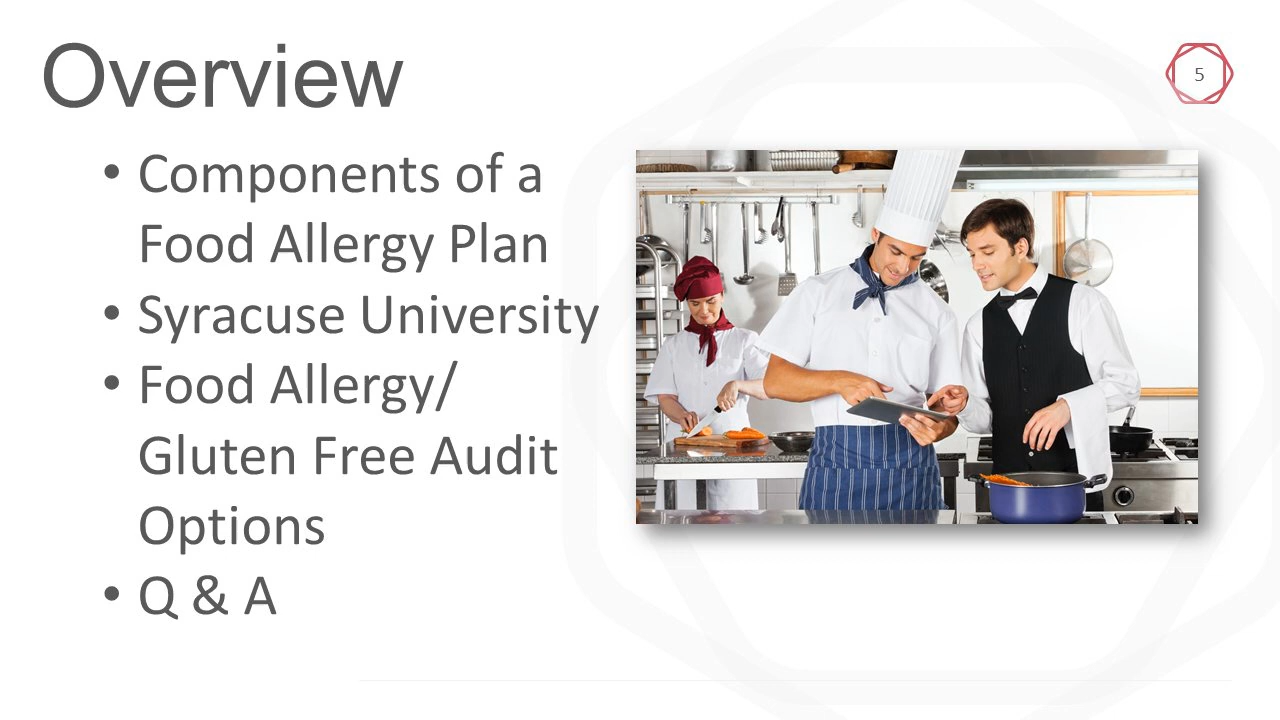 Overview
5
• Components of a
Food Allergy Plan
• Syracuse University
• Food Allergy/
Gluten Free Audit
Options
• Q & A